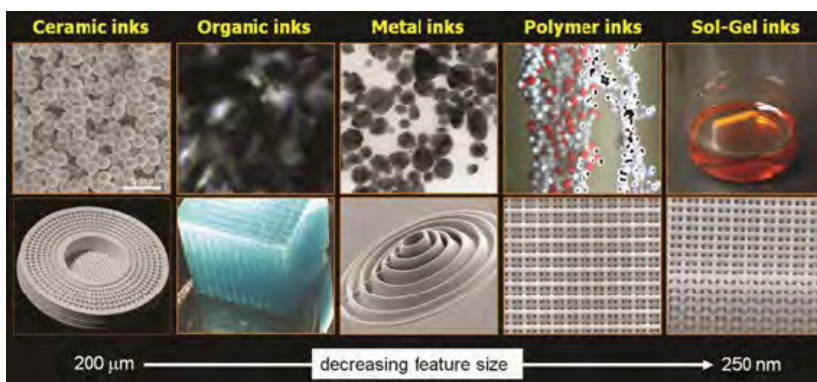 Ceramic inks
Organic inks
Metal inks
Polymer inks
Sol-Gel inks
200 μm
decreasing feature size
250 nm